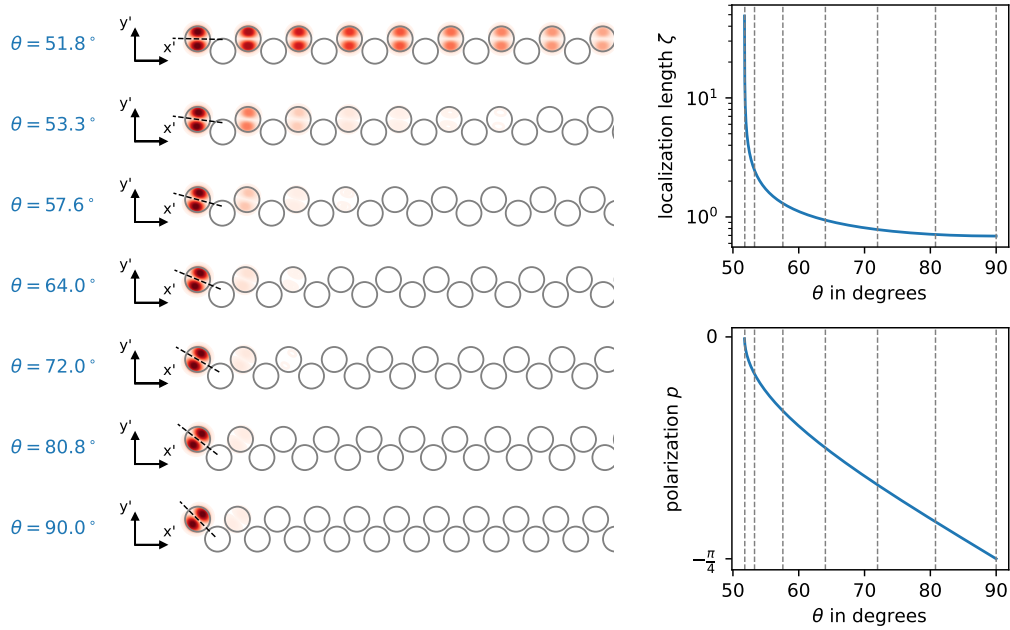 θ = 51.8°
y'
x'
θ = 53.3°
y'
x'
θ = 57.6°
y'
x'
θ = 64.0°
y'
x'
θ = 72.0°
y'
x'
θ = 80.8°
y'
x'
θ = 90.0°
y'
x'
localization length ζ
10¹
10⁰
50 60 70 80 90
θ in degrees
polarization p
0
−π/4
50 60 70 80 90
θ in degrees